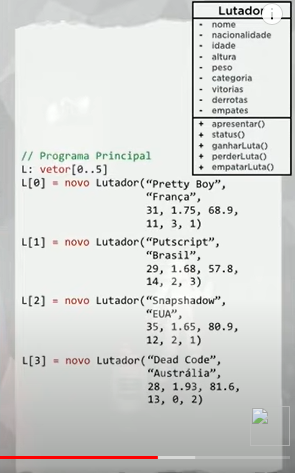 Lutador
- nome
- nacionalidade
- idade
- altura
- peso
- categoria
- vitorias
- derrotas
- empates
+ apresentar()
+ status()
+ ganharLuta()
+ perderLuta()
+ empatarLuta()
// Programa Principal
L: vetor[0..5]
L[0] = novo Lutador(“Pretty Boy”,
“França”,
31, 1.75, 68.9,
11, 3, 1)
L[1] = novo Lutador(“Putscript”,
“Brasil”,
29, 1.68, 57.8,
14, 2, 3)
L[2] = novo Lutador(“Snapshadow”,
“EUA”,
35, 1.65, 80.9,
12, 2, 1)
L[3] = novo Lutador(“Dead Code”,
“Austrália”,
28, 1.93, 81.6,
13, 0, 2)